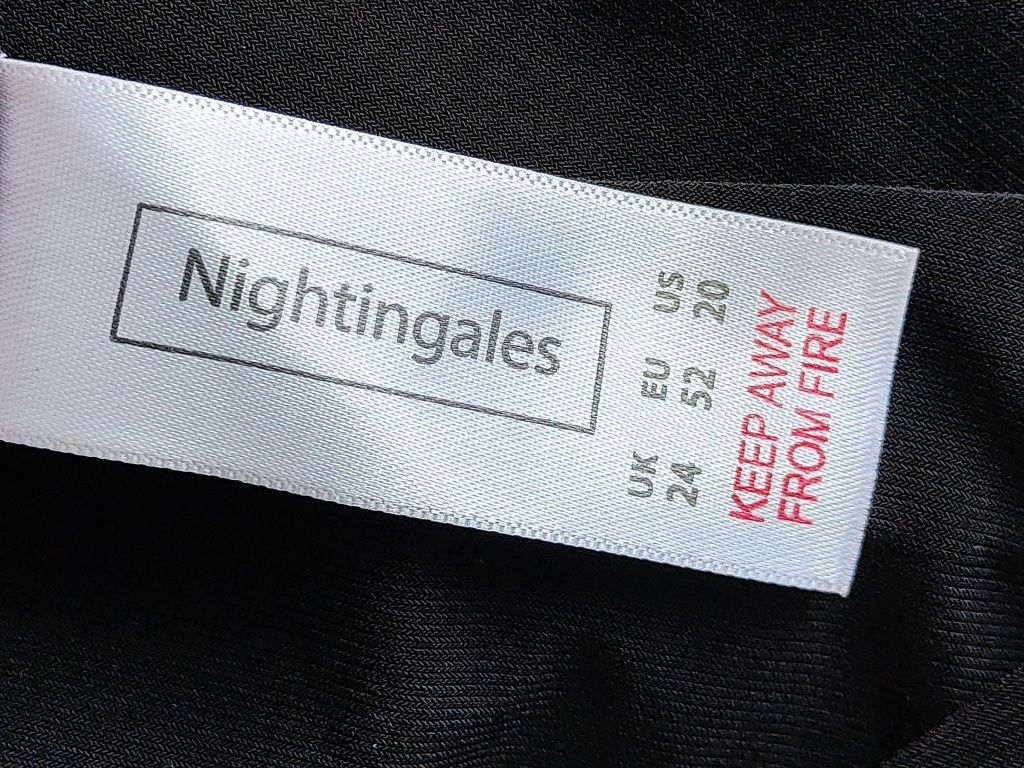 Nightingales
UK EU US
24 52 20
KEEP AWAY
FROM FIRE